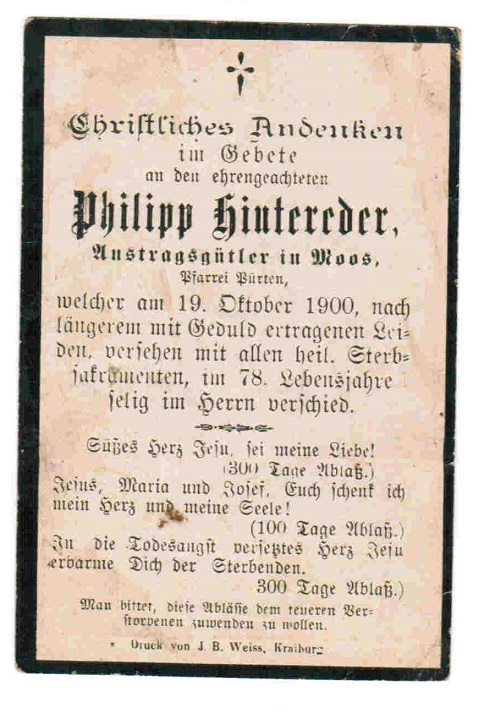 Christliches Andenken
im Gebete
an den ehrengeachteten
Philipp Hintereder,
Austragsgütler in Moos,
Pfarrei Pürten,
welcher am 19. Oktober 1900, nach
längerem mit Geduld ertragenen Lei-
den, versehen mit allen heil. Sterb-
sakramenten, im 78. Lebensjahre
selig im Herrn verschied.
Süßes Herz Jesu, sei meine Liebe!
(300 Tage Ablaß.)
Jesus, Maria und Josef, Euch schenk ich
mein Herz und meine Seele!
(100 Tage Ablaß.)
In die Todesangst versetztes Herz Jesu
erbarme Dich der Sterbenden.
300 Tage Ablaß.)
Man bittet, diese Ablässe dem teueren Ver-
storbenen zuwenden zu wollen.
Druck von J. B. Weiss, Kraiburg